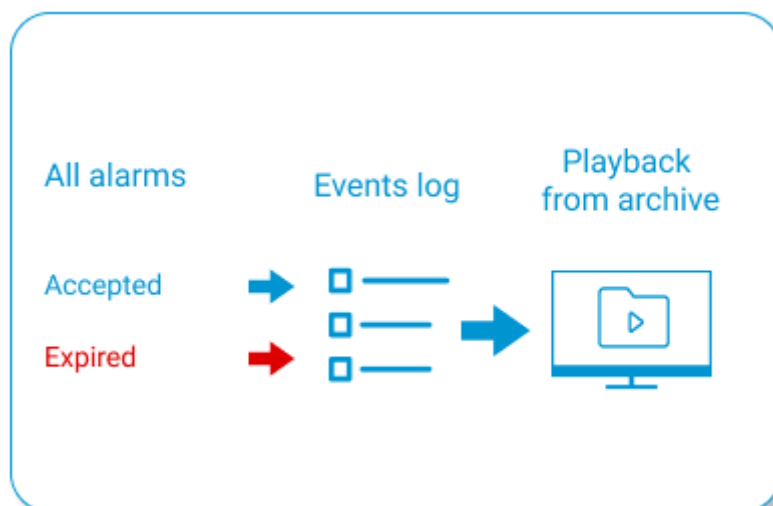 All alarms
Events log
Playback
from archive
Accepted
Expired